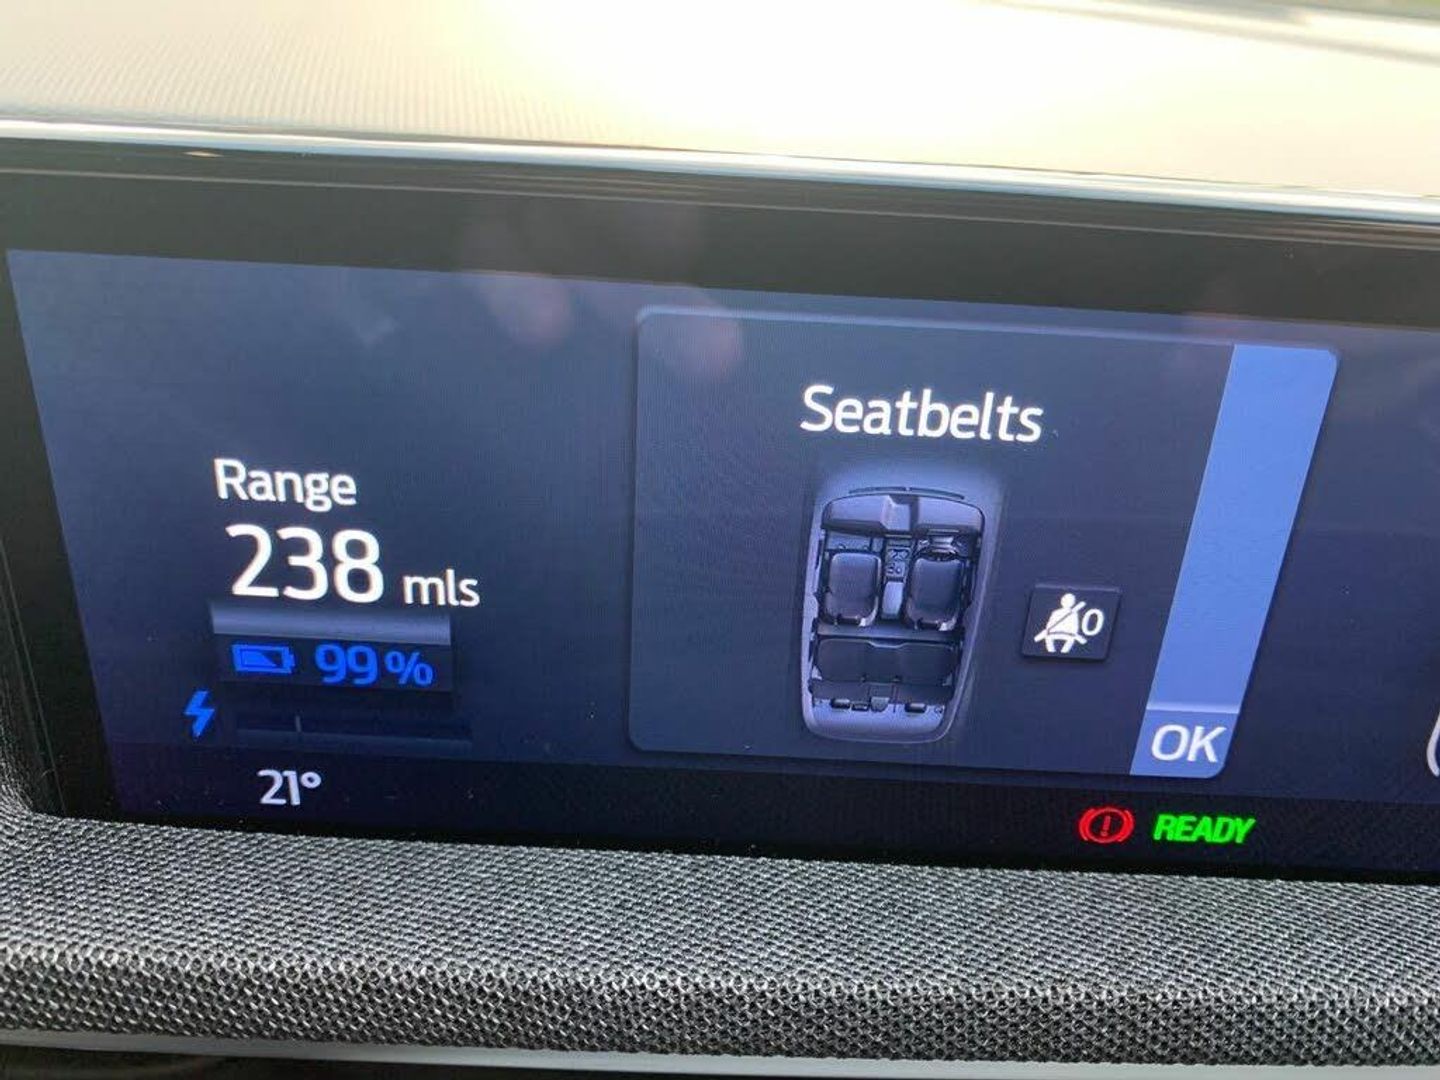 Seatbelts
Range
238 mls
99%
0
OK
21°
READY